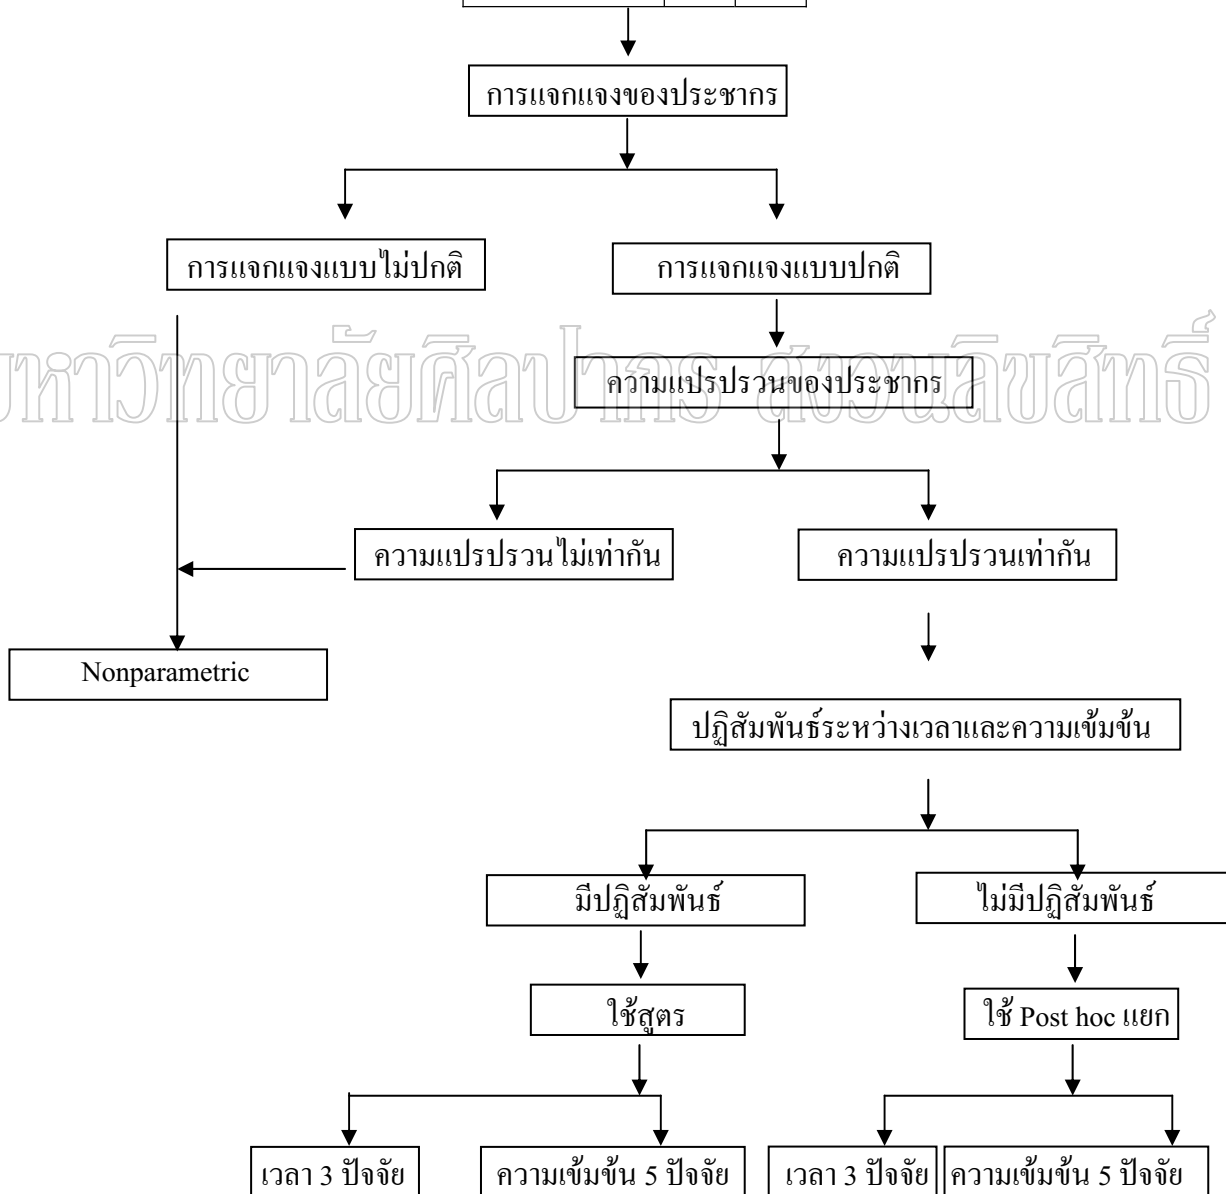 การแจกแจงของประชากร
การแจกแจงแบบไม่ปกติ
การแจกแจงแบบปกติ
มหาวิทยาลัยศิลปากร สงวนลิขสิทธิ์
ความแปรปรวนของประชากร
ความแปรปรวนไม่เท่ากัน
ความแปรปรวนเท่ากัน
Nonparametric
ปฏิสัมพันธ์ระหว่างเวลาและความเข้มข้น
มีปฏิสัมพันธ์
ไม่มีปฏิสัมพันธ์
ใช้สูตร
ใช้ Post hoc แยก
เวลา 3 ปัจจัย
ความเข้มข้น 5 ปัจจัย
เวลา 3 ปัจจัย
ความเข้มข้น 5 ปัจจัย